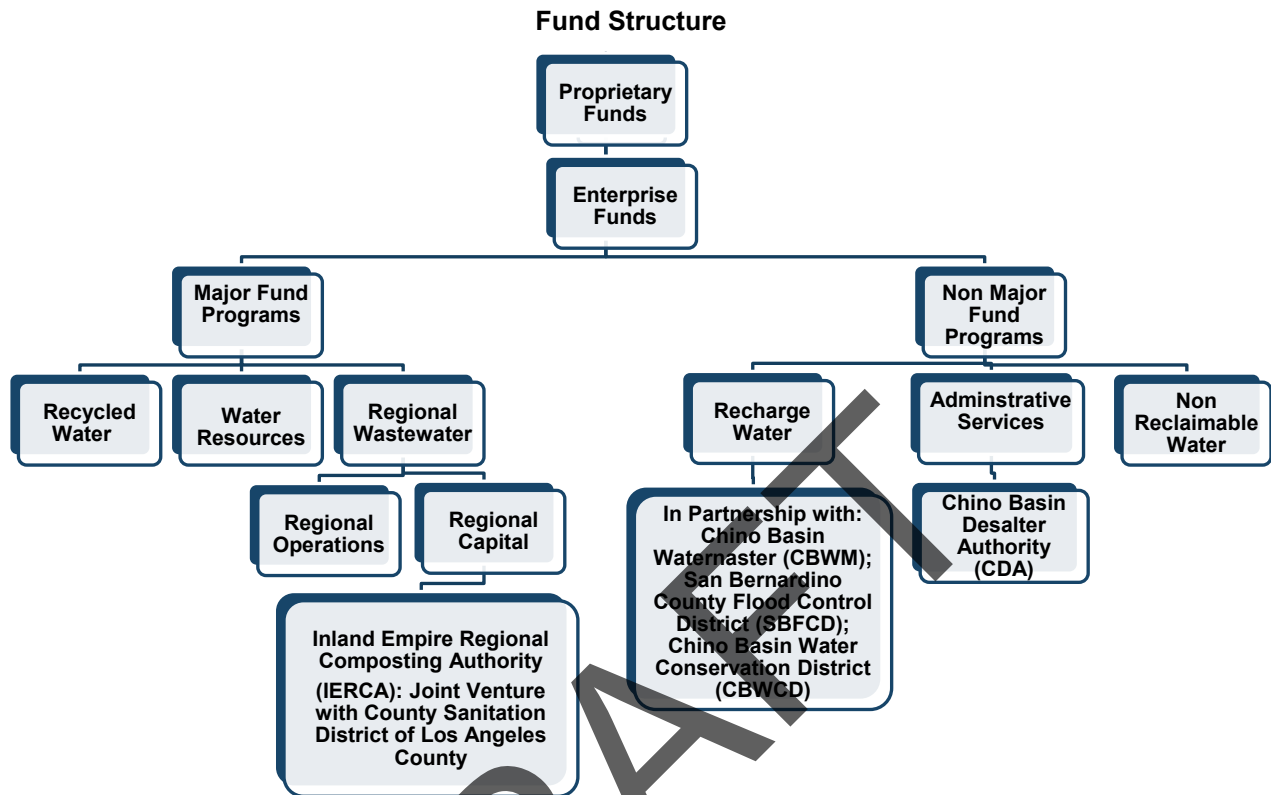 Fund Structure
Proprietary
Funds
Enterprise
Funds
Major Fund
Programs
Non Major
Fund
Programs
Recycled
Water
Water
Resources
Regional
Wastewater
Recharge
Water
Adminstrative
Services
Non
Reclaimable
Water
Regional
Operations
Regional
Capital
In Partnership with:
Chino Basin
Waternaster (CBWM);
San Bernardino
County Flood Control
District (SBFCD);
Chino Basin Water
Conservation District
(CBWCD)
Chino Basin
Desalter
Authority
(CDA)
Inland Empire Regional
Composting Authority
(IERCA): Joint Venture
with County Sanitation
District of Los Angeles
County
RAFT